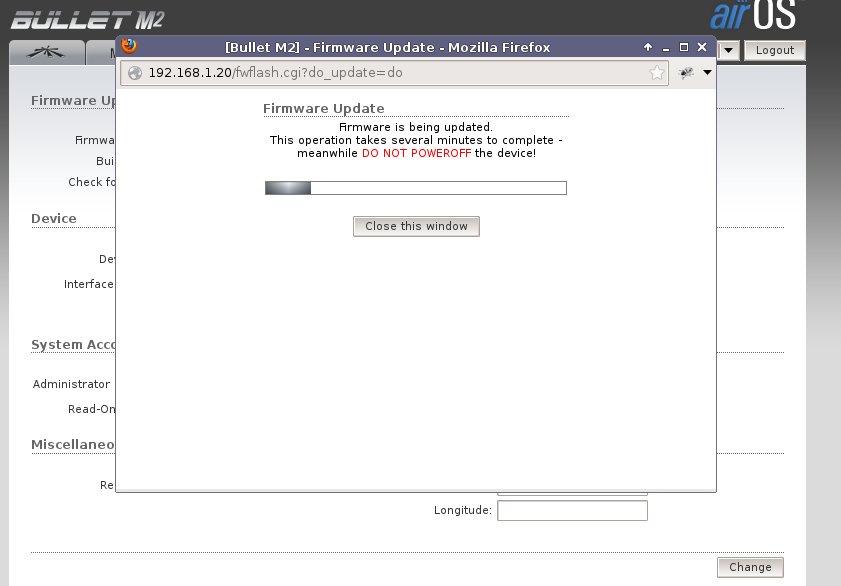 BULLET M2
airOS
[Bullet M2] - Firmware Update - Mozilla Firefox
Logout
192.168.1.20/fwflash.cgi?do_update=do
Firmware Up
Firmwa
Bui
Check fo
Device
Dev
Interface
System Acco
Administrator
Read-On
Miscellaneo
Re
Firmware Update
Firmware is being updated.
This operation takes several minutes to complete -
meanwhile DO NOT POWEROFF the device!
Close this window
Longitude:
Change